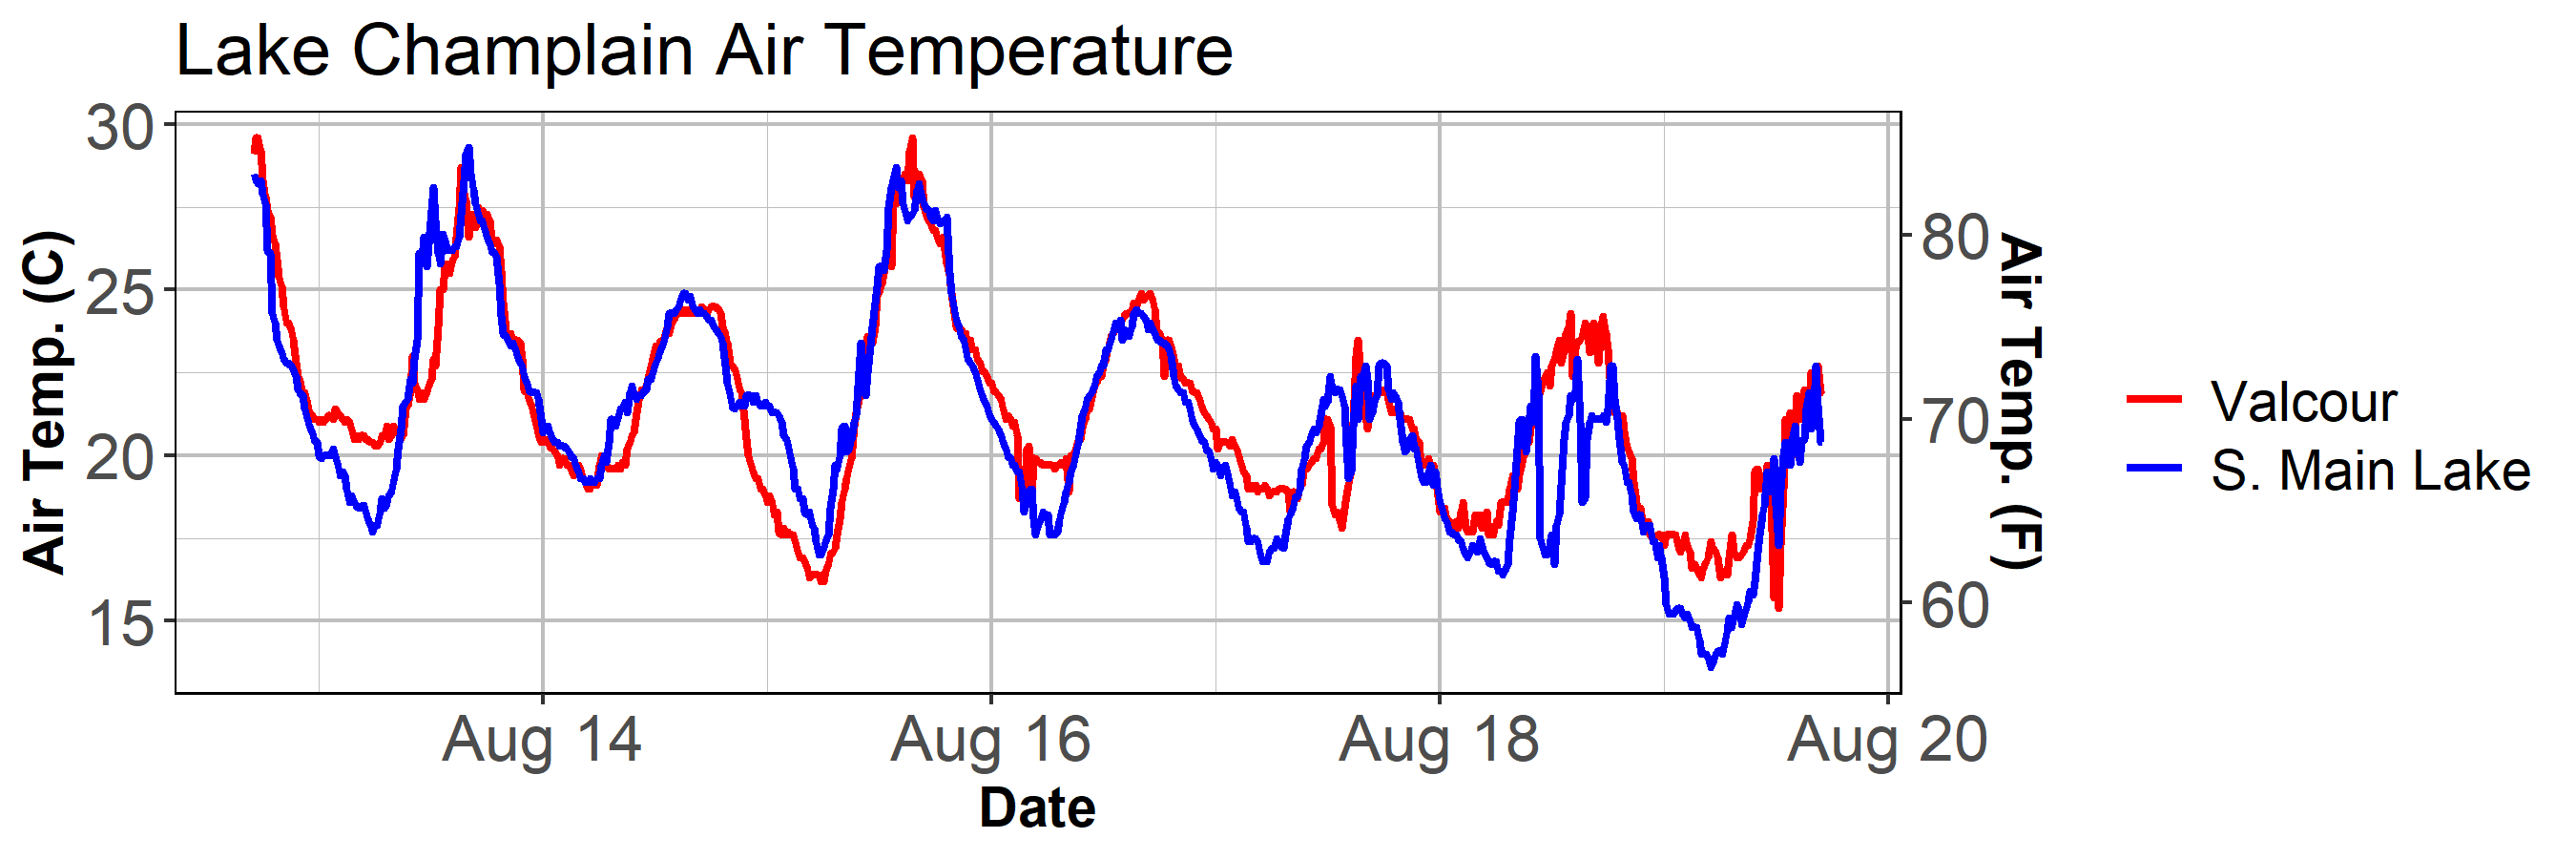 Lake Champlain Air Temperature
30
25
20
15
Air Temp. (C)
80
70
60
Air Temp. (F)
Aug 14
Aug 16
Aug 18
Aug 20
Date
Valcour
S. Main Lake